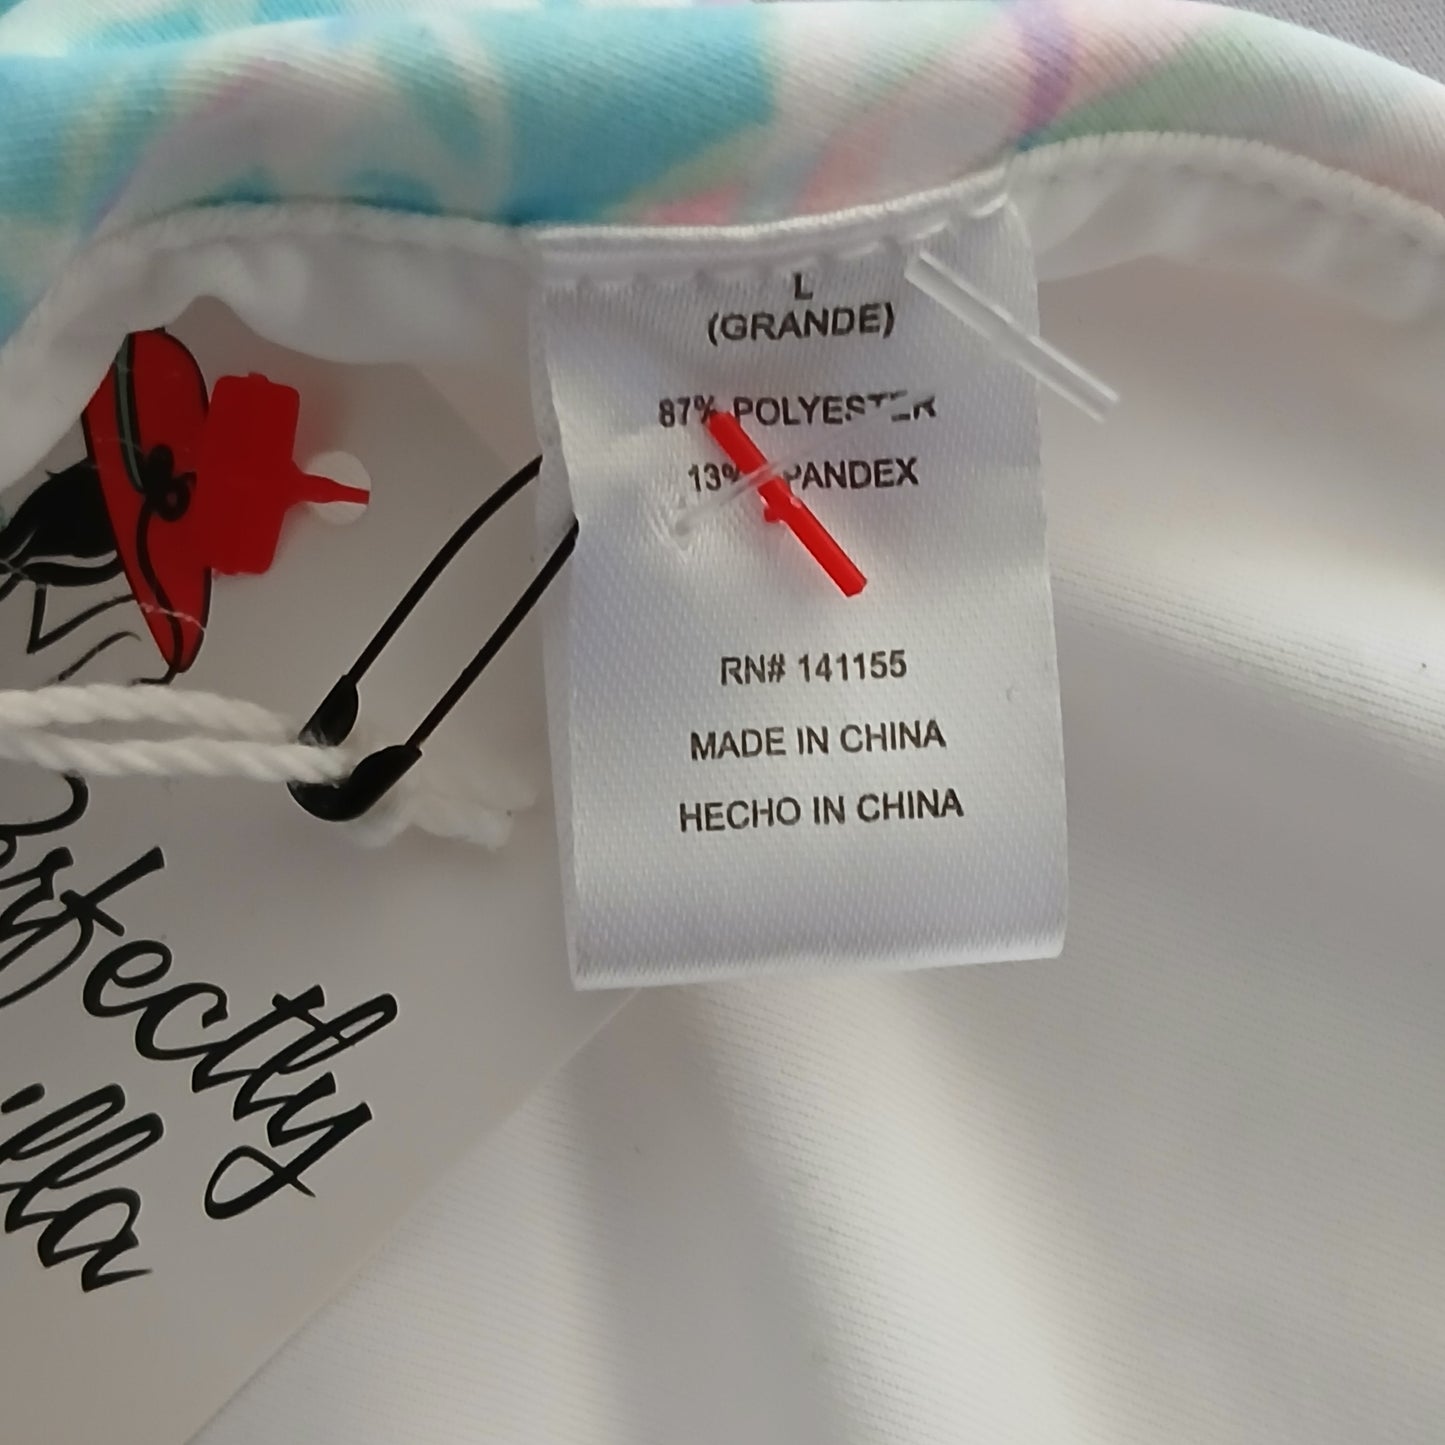 L
(GRANDE)
87% POLYESTER
13% SPANDEX
RN# 141155
MADE IN CHINA
HECHO IN CHINA